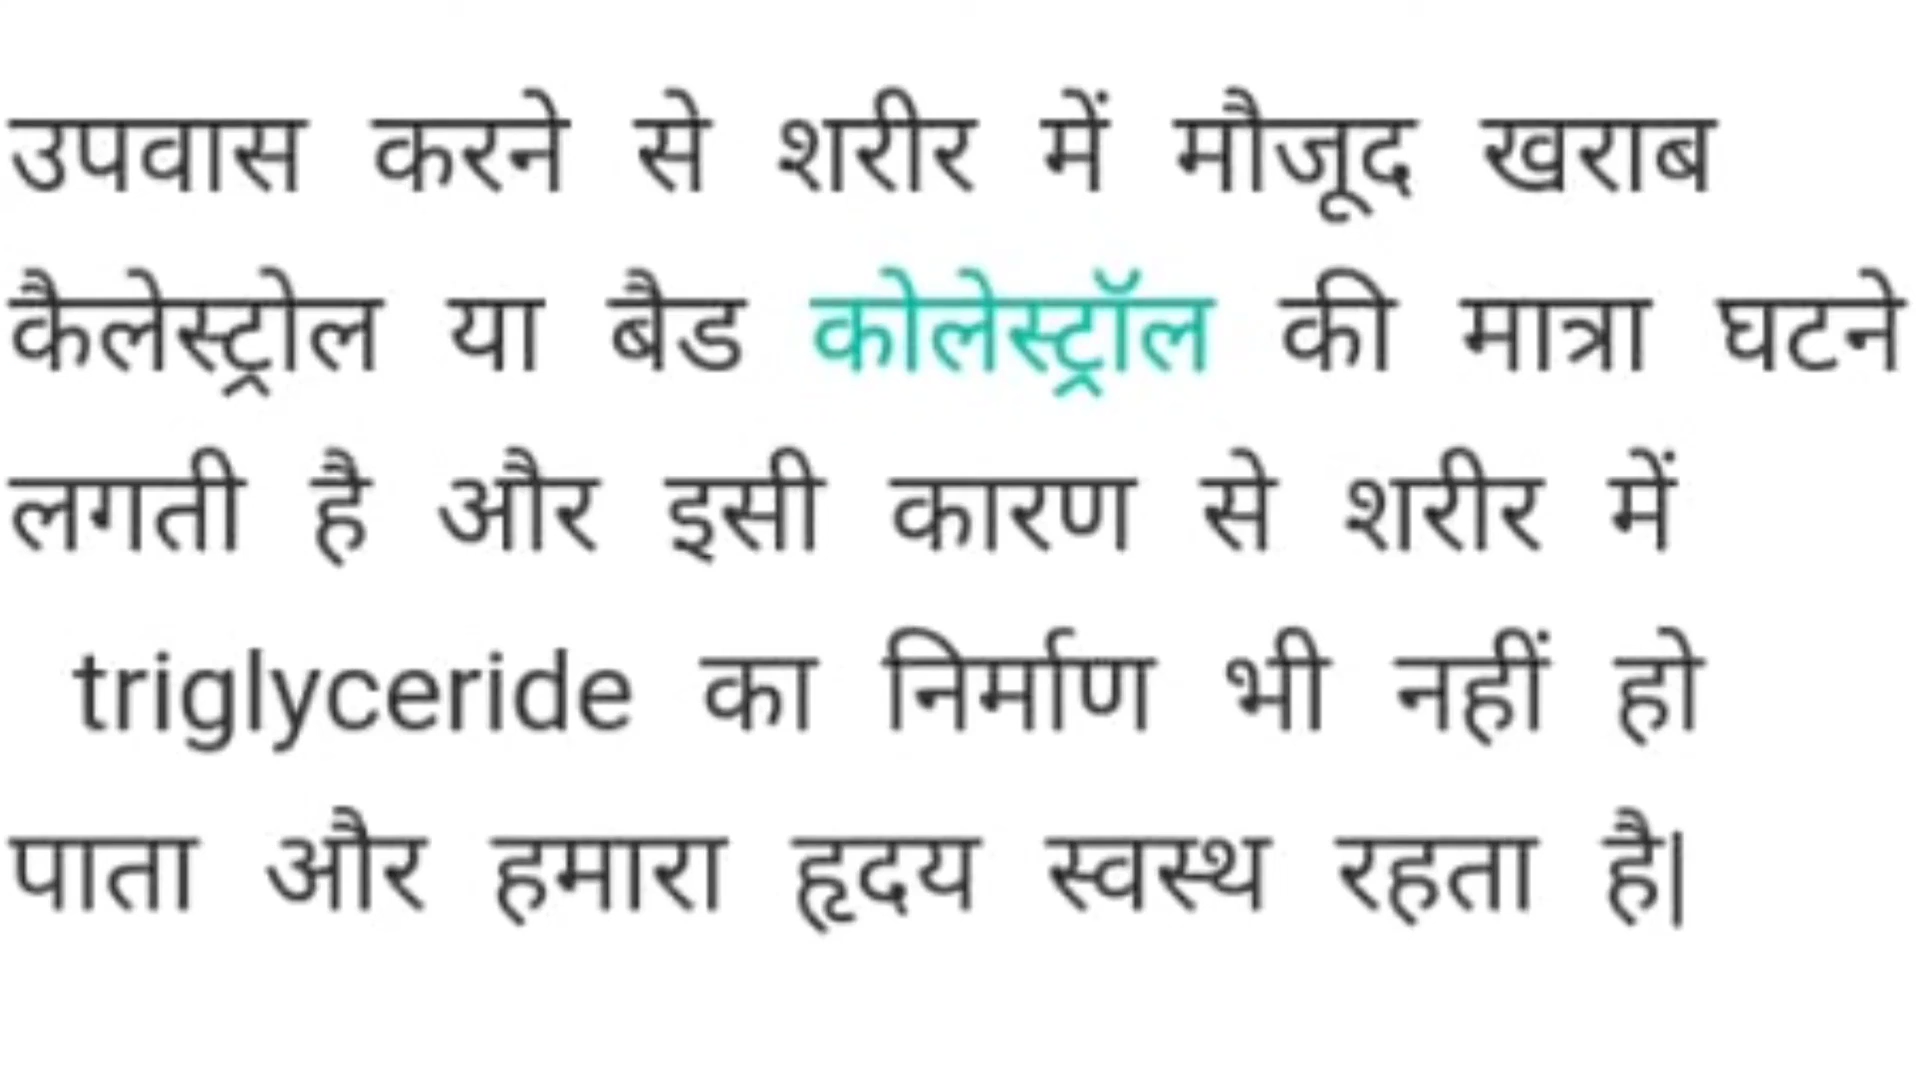 उपवास करने से शरीर में मौजूद खराब
कैलेस्ट्रोल या बैड कोलेस्ट्रॉल की मात्रा घटने
लगती है और इसी कारण से शरीर में
triglyceride का निर्माण भी नहीं हो
पाता और हमारा हृदय स्वस्थ रहता है|